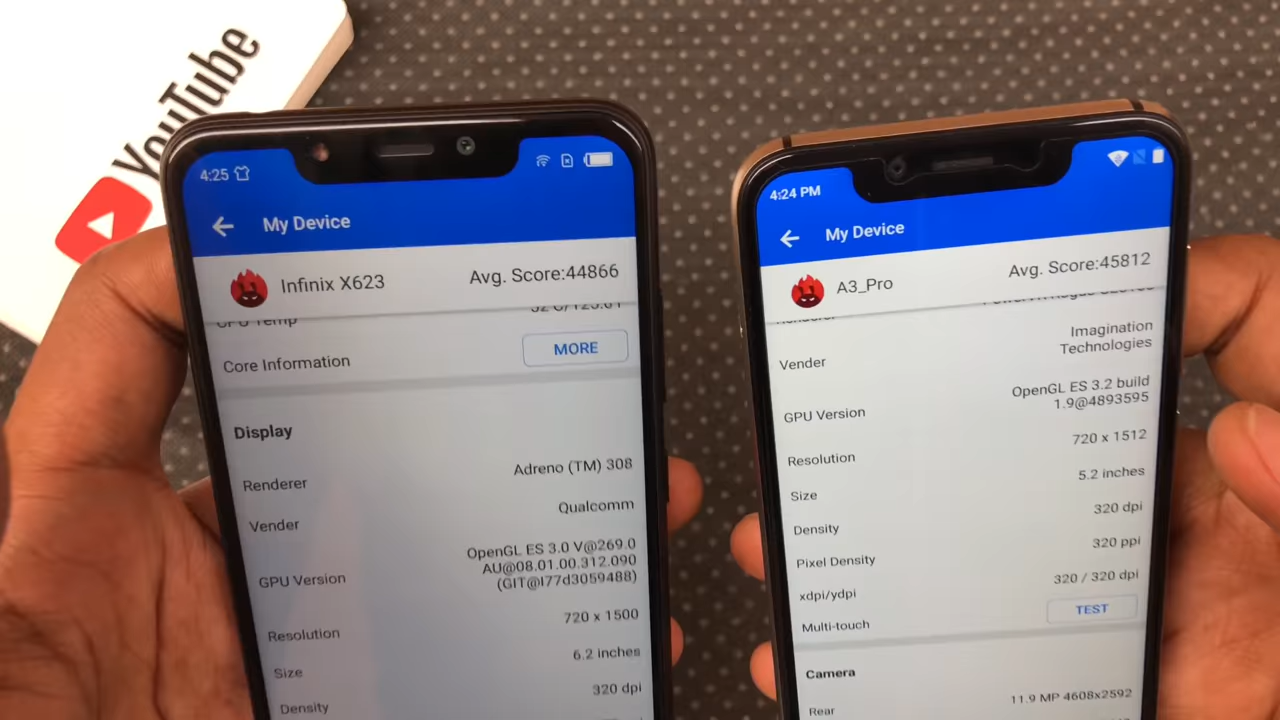 YouTube
4:25
My Device
Infinix X623
Avg. Score:44866
CPU Temp
Core Information
MORE
Display
Renderer
Adreno (TM) 308
Vender
Qualcomm
GPU Version
OpenGL ES 3.0 V@269.0
AU@08.01.00.312.090
(GIT@I77d3059488)
Resolution
720 x 1500
Size
6.2 inches
Density
320 dpi
4:24 PM
My Device
A3_Pro
Avg. Score:45812
Renderer
Vender
Imagination
Technologies
GPU Version
OpenGL ES 3.2 build
1.9@4893595
Resolution
720 x 1512
Size
5.2 inches
Density
320 dpi
Pixel Density
320 ppi
xdpi/ydpi
320 / 320 dpi
Multi-touch
TEST
Camera
Rear
11.9 MP 4608x2592